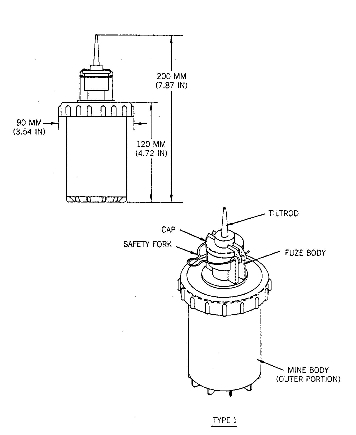 200 MM
(7.87 IN)
90 MM
(3.54 IN)
120 MM
(4.72 IN)
TILTROD
CAP
SAFETY FORK
FUZE BODY
MINE BODY
(OUTER PORTION)
TYPE 1